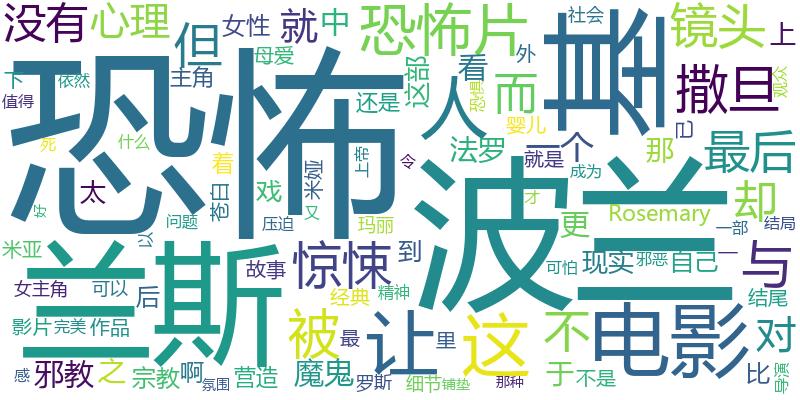 没有
心理
但
女性
就
中
恐怖片
社会
镜头
上
母爱
外
下
依然
主角
还是
这部
恐惧
看
而
人
基
撒旦
观众
值得
恐怖
波兰
死
什么
着
婴儿
一个
已
那
最后
太
苍白
戏
米娅
上帝
令
法罗
就是
成为
才
却
好
以
问题
压迫
又
玛丽
更
Rosemary
一部
结局
米亚
兰斯
故事
惊悚
到
可怕
现实
邪恶
自己
一
与
女主角
可以
后
经典
精神
结尾
影片
完美
作品
被
最
让
里
这
不
电影
对
感
邪教
之
宗教
啊
氛围
营造
魔鬼
罗斯
细节
铺垫
那种
于
不是
比
导演